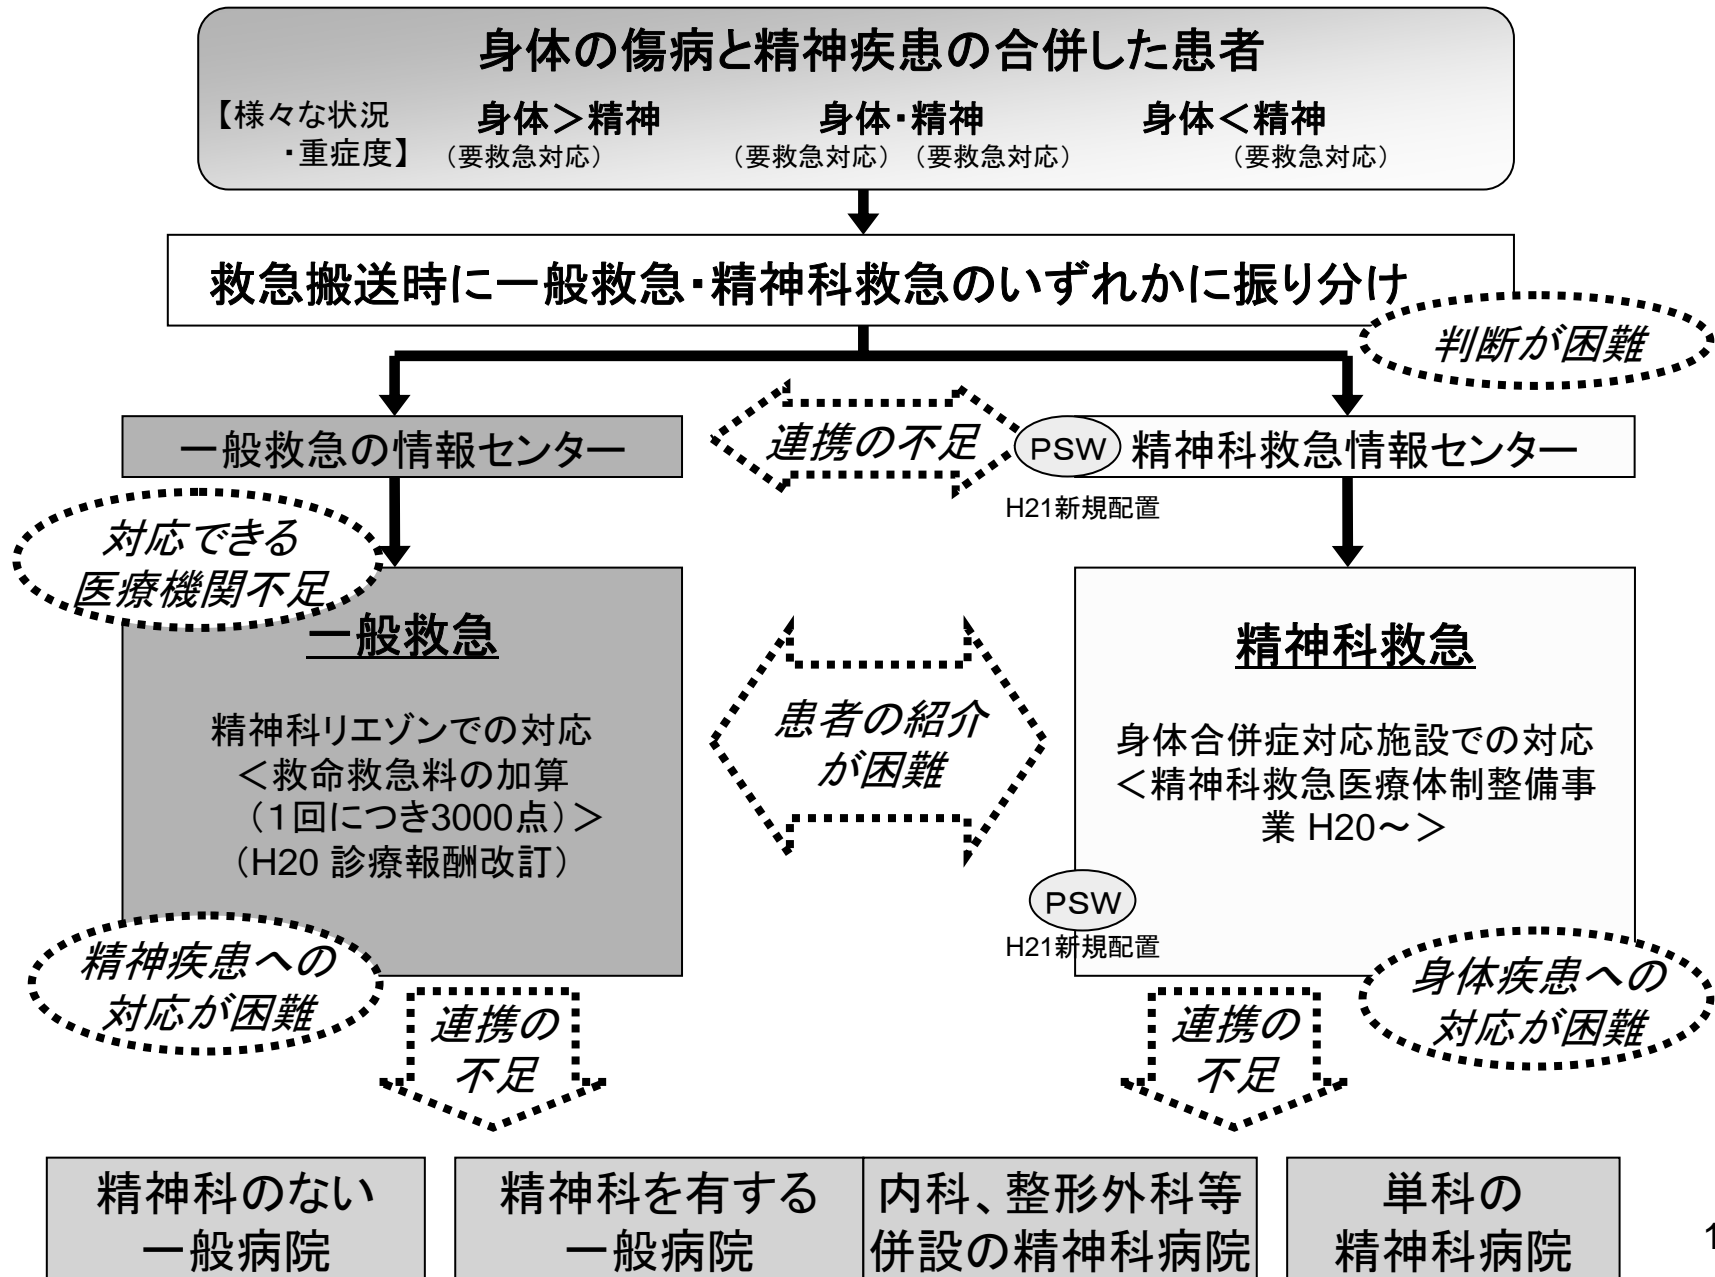 身体の傷病と精神疾患の合併した患者
【様々な状況
・重症度】
身体＞精神
（要救急対応）
身体・精神
（要救急対応）（要救急対応）
身体＜精神
（要救急対応）
救急搬送時に一般救急・精神科救急のいずれかに振り分け
判断が困難
一般救急の情報センター
連携の不足
PSW
精神科救急情報センター
H21新規配置
対応できる
医療機関不足
一般救急
精神科リエゾンでの対応
＜救命救急料の加算
（１回につき3000点）＞
（H20 診療報酬改訂）
患者の紹介
が困難
精神科救急
身体合併症対応施設での対応
＜精神科救急医療体制整備事
業 H20～＞
PSW
H21新規配置
精神疾患への
対応が困難
連携の
不足
連携の
不足
身体疾患への
対応が困難
精神科のない
一般病院
精神科を有する
一般病院
内科、整形外科等
併設の精神科病院
単科の
精神科病院
1